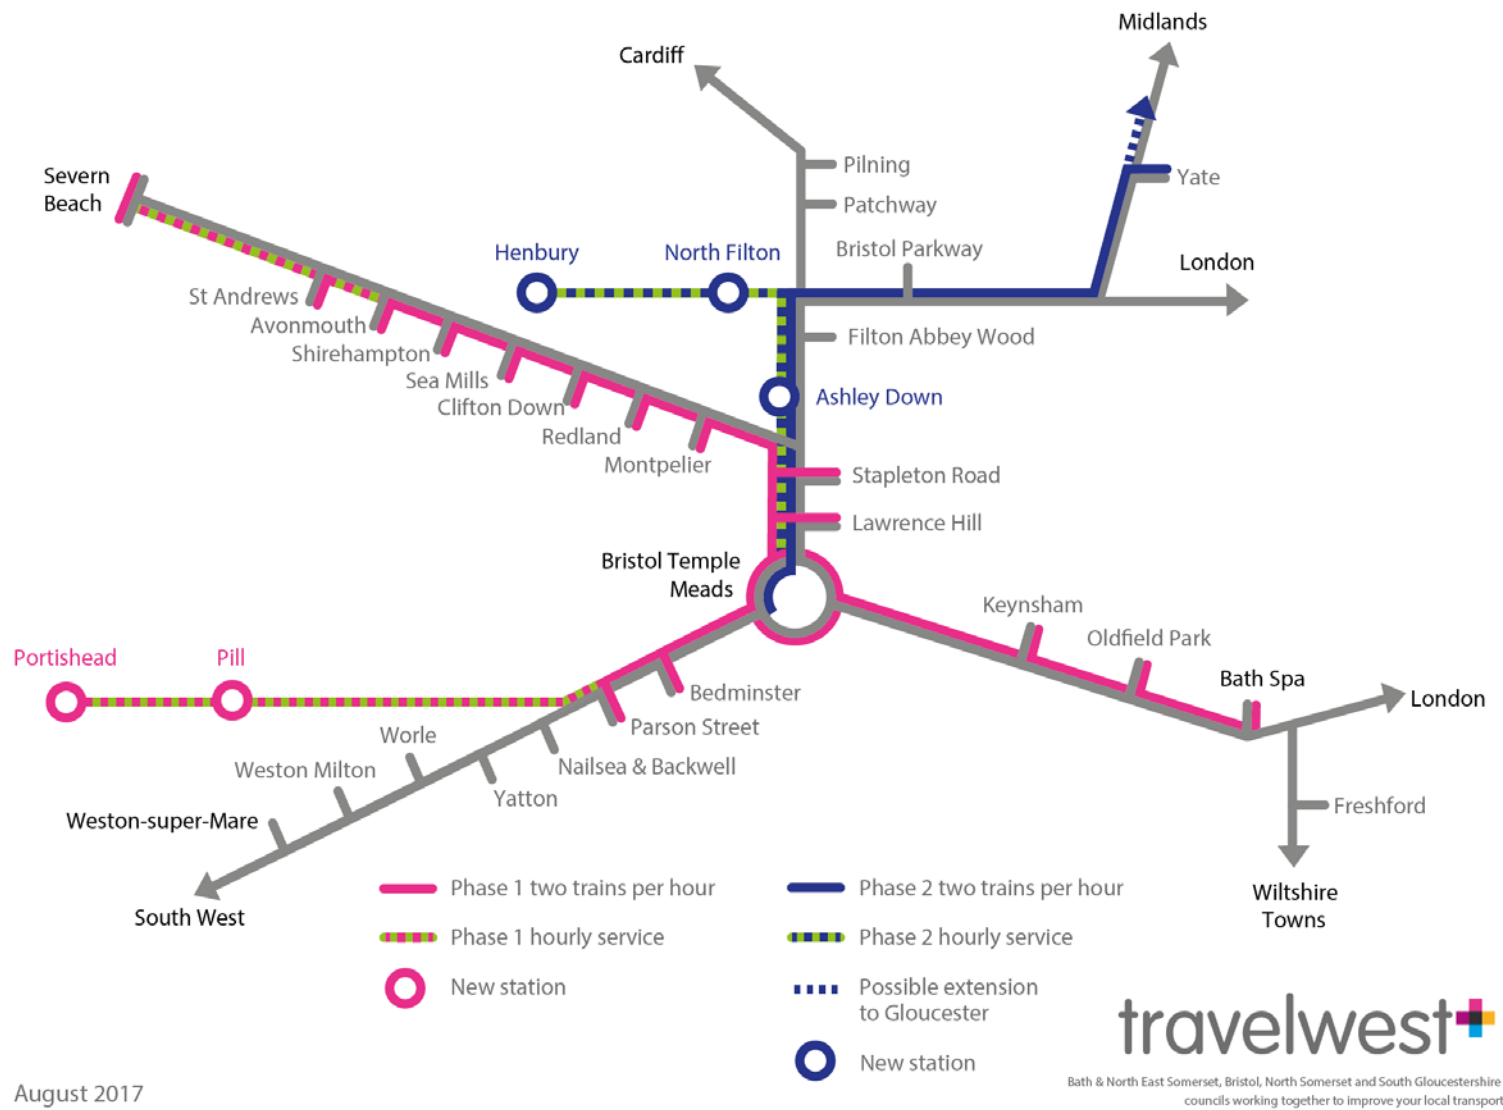 Midlands
Cardiff
Pilning
Severn
Beach
Yate
Patchway
Henbury
North Filton
Bristol Parkway
London
St Andrews
Avonmouth
Filton Abbey Wood
Shirehampton
Sea Mills
Clifton Down
Ashley Down
Redland
Montpelier
Stapleton Road
Lawrence Hill
Bristol Temple
Meads
Keynsham
Oldfield Park
Portishead
Pill
Bath Spa
Bedminster
London
Parson Street
Worle
Nailsea & Backwell
Weston Milton
Yatton
Freshford
Weston-super-Mare
South West
Wiltshire
Towns
Phase 1 two trains per hour
Phase 1 hourly service
New station
Phase 2 two trains per hour
Phase 2 hourly service
Possible extension
to Gloucester
New station
travelwest
Bath & North East Somerset, Bristol, North Somerset and South Gloucestershire
councils working together to improve your local transport
August 2017